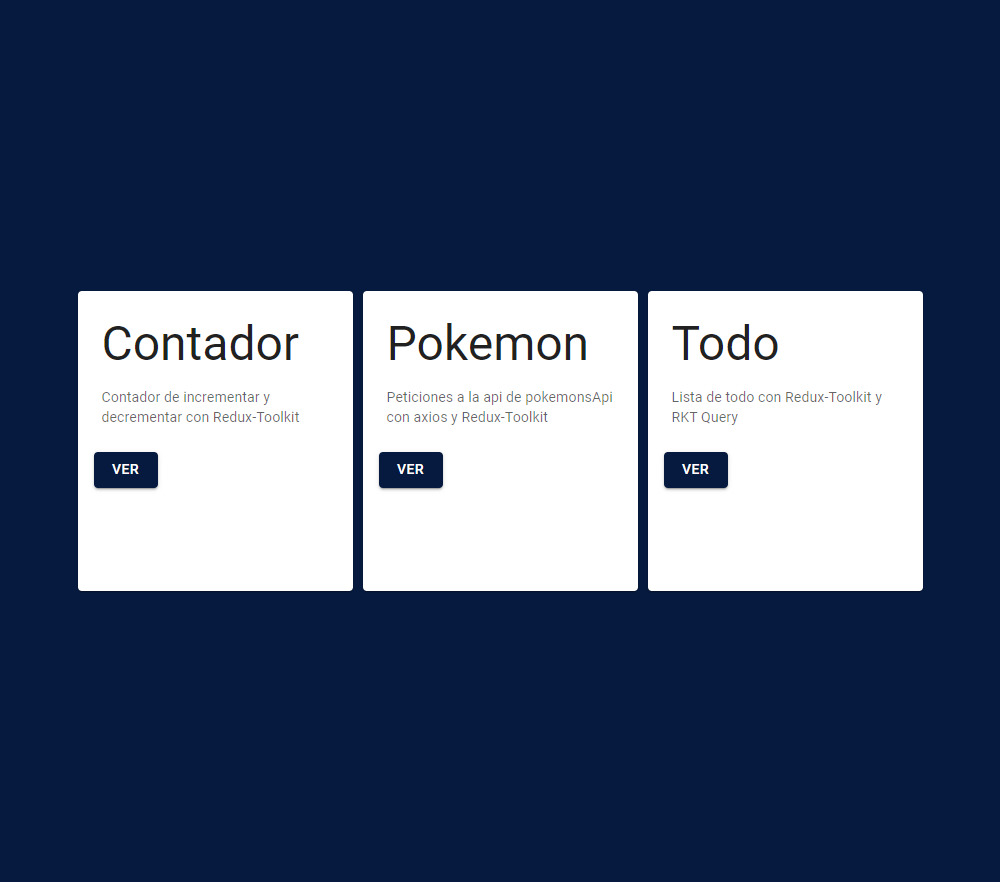 Contador
Contador de incrementar y
decrementar con Redux-Toolkit
VER
Pokemon
Peticiones a la api de pokemonsApi
con axios y Redux-Toolkit
VER
Todo
Lista de todo con Redux-Toolkit y
RKT Query
VER